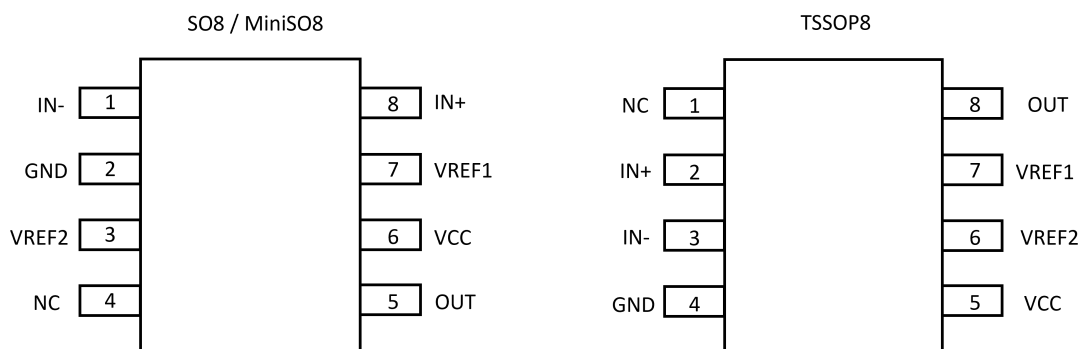 SO8 / MiniSO8
IN- 1 8 IN+
GND 2 7 VREF1
VREF2 3 6 VCC
NC 4 5 OUT
TSSOP8
NC 1 8 OUT
IN+ 2 7 VREF1
IN- 3 6 VREF2
GND 4 5 VCC